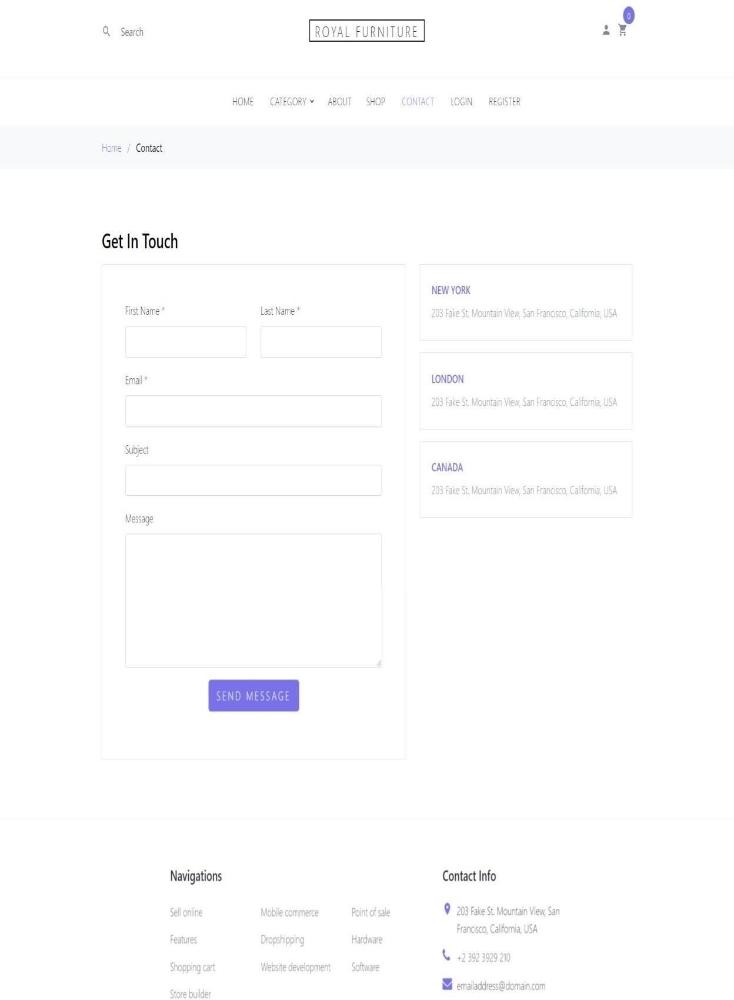 Search
ROYAL FURNITURE
0
HOME CATEGORY ABOUT SHOP CONTACT LOGIN REGISTER
Home / Contact
Get In Touch
First Name *
Last Name *
Email *
Subject
Message
SEND MESSAGE
NEW YORK
203 Fake St. Mountain View, San Francisco, California, USA
LONDON
203 Fake St. Mountain View, San Francisco, California, USA
CANADA
203 Fake St. Mountain View, San Francisco, California, USA
Navigations
Sell online
Features
Shopping cart
Store builder
Mobile commerce
Dropshipping
Website development
Point of sale
Hardware
Software
Contact Info
203 Fake St. Mountain View, San
Francisco, California, USA
+2 392 3929 210
emailaddress@domain.com